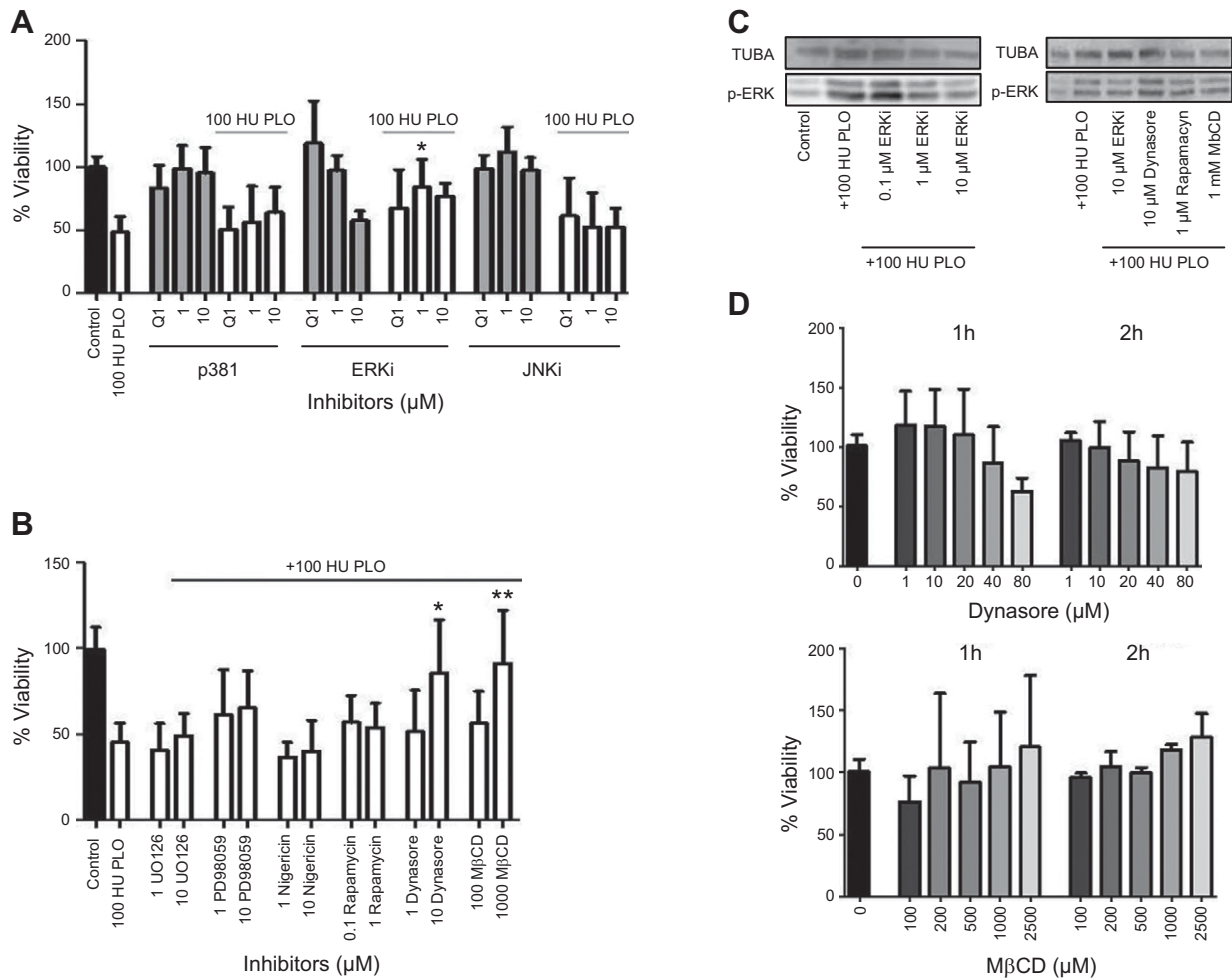 A
% Viability
200
150
100
50
0
100 HU PLO
100 HU PLO
100 HU PLO
*
Control
100 HU PLO
Q1
1
10
Q1
1
10
Q1
1
10
Q1
1
10
Q1
1
10
Q1
1
10
p381
ERKi
JNKi
Inhibitors (µM)
B
% Viability
150
100
50
0
+100 HU PLO
*
**
Control
100 HU PLO
1 UO126
10 UO126
1 PD98059
10 PD98059
1 Nigericin
10 Nigericin
0.1 Rapamycin
1 Rapamycin
1 Dynasore
10 Dynasore
1000 MβCD
1000 MβCD
Inhibitors (µM)
C
TUBA
p-ERK
Control
+100 HU PLO
0.1 µM ERKi
1 µM ERKi
10 µM ERKi
+100 HU PLO
TUBA
p-ERK
+100 HU PLO
10 µM ERKi
10 µM Dynasore
1 µM Rapamacyn
1 mM MbCD
+100 HU PLO
D
1h
2h
% Viability
200
150
100
50
0
0
1
10
20
40
80
1
10
20
40
80
Dynasore (µM)
1h
2h
% Viability
200
150
100
50
0
0
100
200
500
1000
2500
100
200
500
1000
2500
MβCD (µM)